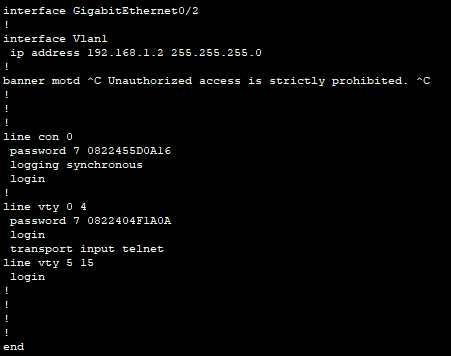 interface GigabitEthernet0/2
!
interface Vlan1
 ip address 192.168.1.2 255.255.255.0
!
banner motd ^C Unauthorized access is strictly prohibited. ^C
!
!
!
line con 0
 password 7 0822455D0A16
 logging synchronous
 login
!
line vty 0 4
 password 7 0822404F1A0A
 login
 transport input telnet
line vty 5 15
 login
!
!
!
!
end